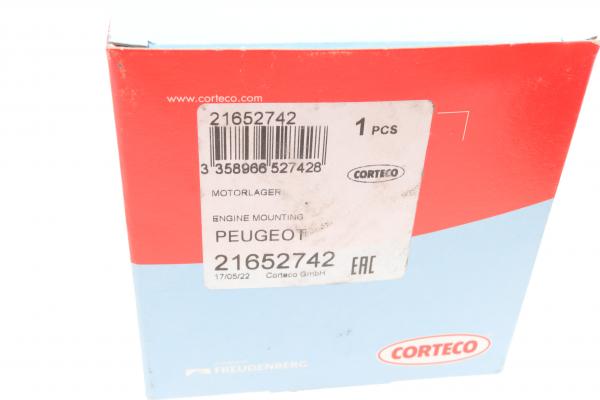 www.corteco.com
21652742
1 PCS
3 358966 527428
CORTECO
MOTORLAGER
ENGINE MOUNTING
PEUGEOT
21652742
17/05/22 Corteco GmbH
EAC
FREUDENBERG
CORTECO